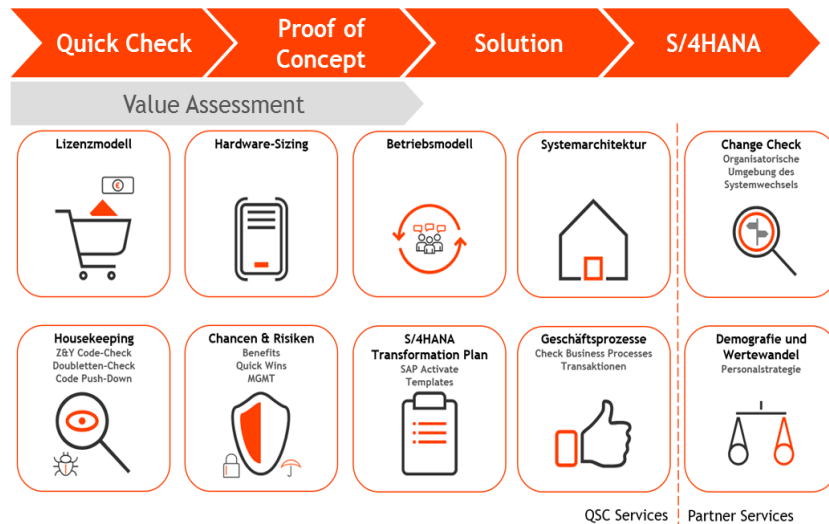 Quick Check
Proof of
Concept
Solution
S/4HANA
Value Assessment
Lizenzmodell
€
Hardware-Sizing
Betriebsmodell
Systemarchitektur
Change Check
Organisatorische
Umgebung des
Systemwechsels
Housekeeping
Z&Y Code-Check
Doubletten-Check
Code Push-Down
Chancen & Risiken
Benefits
Quick Wins
MGMT
S/4HANA
Transformation Plan
SAP Activate
Templates
Geschäftsprozesse
Check Business Processes
Transaktionen
Demografie und
Wertewandel
Personalstrategie
QSC Services
Partner Services